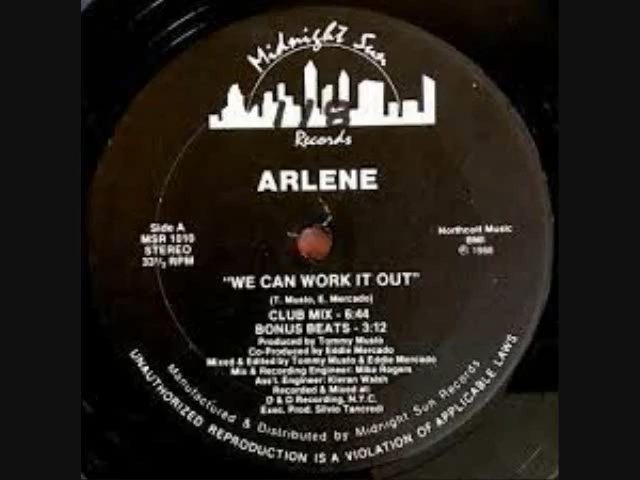 Midnight Sun
118
Records
ARLENE
Side A
MSR 1010
STEREO
33⅓ RPM
Northcott Music
BMI
℗ 1988
"WE CAN WORK IT OUT"
(T. Musto, E. Mercado)
CLUB MIX - 6:44
BONUS BEATS - 3:12
Produced by Tommy Musto
Co-Produced by Eddie Mercado
Mixed & Edited by Tommy Musto & Eddie Mercado
Mix & Recording Engineer: Mike Rogers
Ass't. Engineer: Kieran Walsh
Recorded & Mixed at:
D & D Recording, N.Y.C.
Exec. Prod. Silvio Tancredi
Manufactured & Distributed by Midnight Sun Records
UNAUTHORIZED REPRODUCTION IS A VIOLATION OF APPLICABLE LAWS